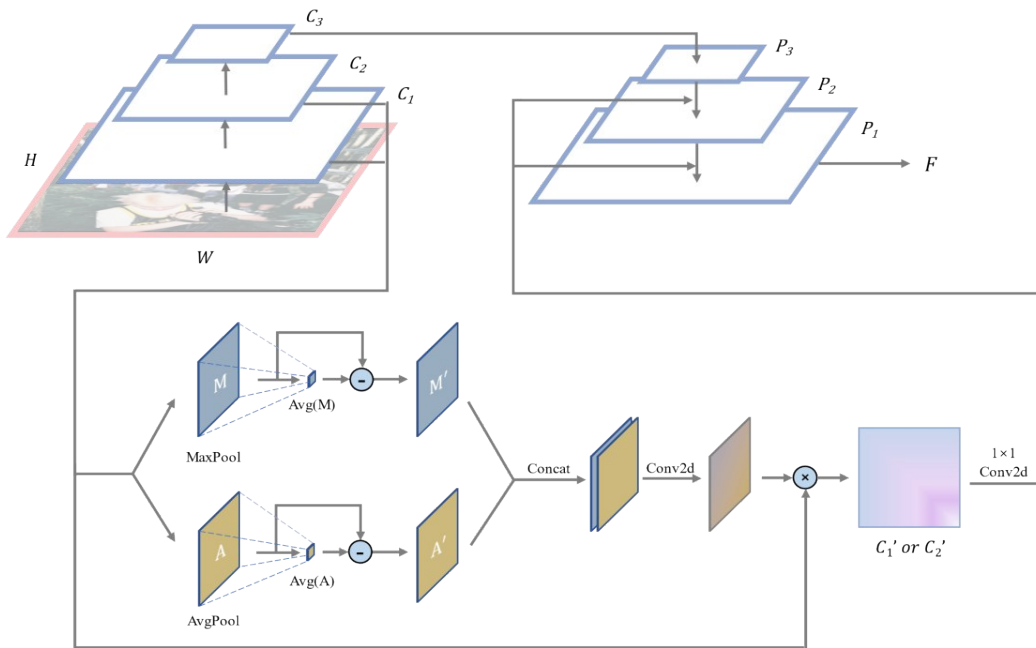 C₃
C₂
C₁
H
W
P₃
P₂
P₁
F
M
Avg(M)
-
M′
MaxPool
A
Avg(A)
-
A′
AvgPool
Concat
Conv2d
×
1×1
Conv2d
C₁’ or C₂’